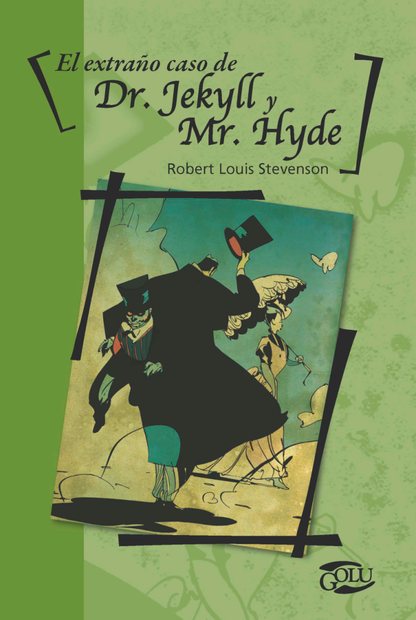 El extraño caso de
Dr. Jekyll y
Mr. Hyde
Robert Louis Stevenson
GOLU